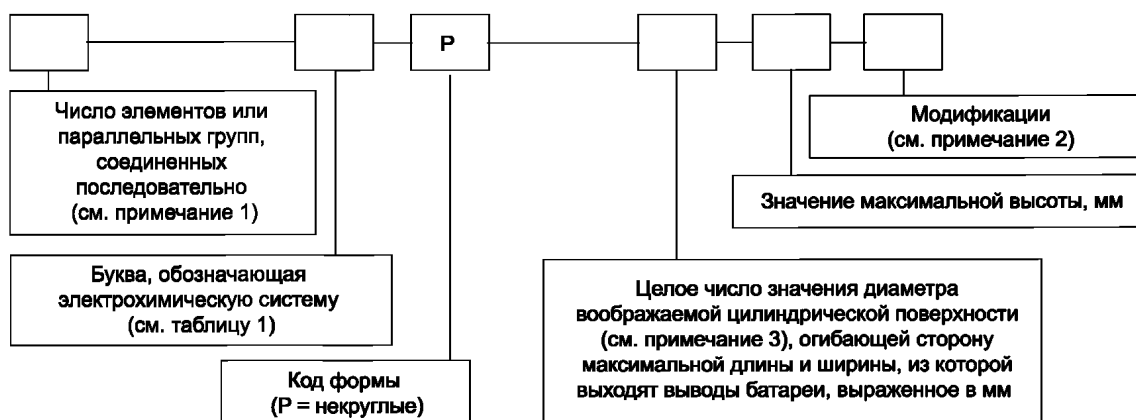 Р
Число элементов или
параллельных групп,
соединенных
последовательно
(см. примечание 1)
Модификации
(см. примечание 2)
Значение максимальной высоты, мм
Буква, обозначающая
электрохимическую систему
(см. таблицу 1)
Целое число значения диаметра
воображаемой цилиндрической поверхности
(см. примечание 3), огибающей сторону
максимальной длины и ширины, из которой
выходят выводы батареи, выраженное в мм
Код формы
(Р = некруглые)